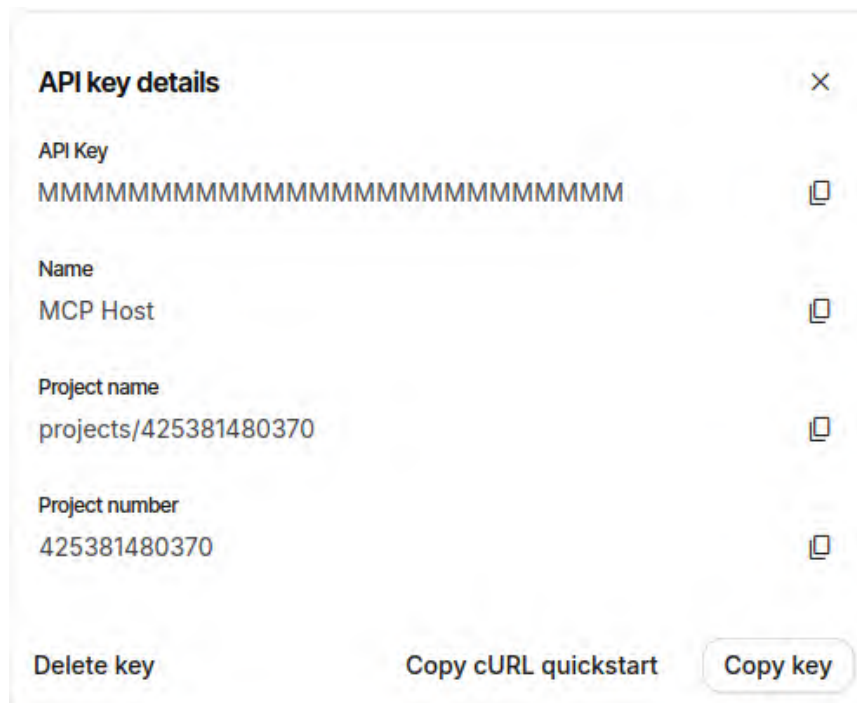 API key details
API Key
MMMMMMMMMMMMMMMMMMMMMMMMMM
Name
MCP Host
Project name
projects/425381480370
Project number
425381480370
Delete key
Copy cURL quickstart
Copy key